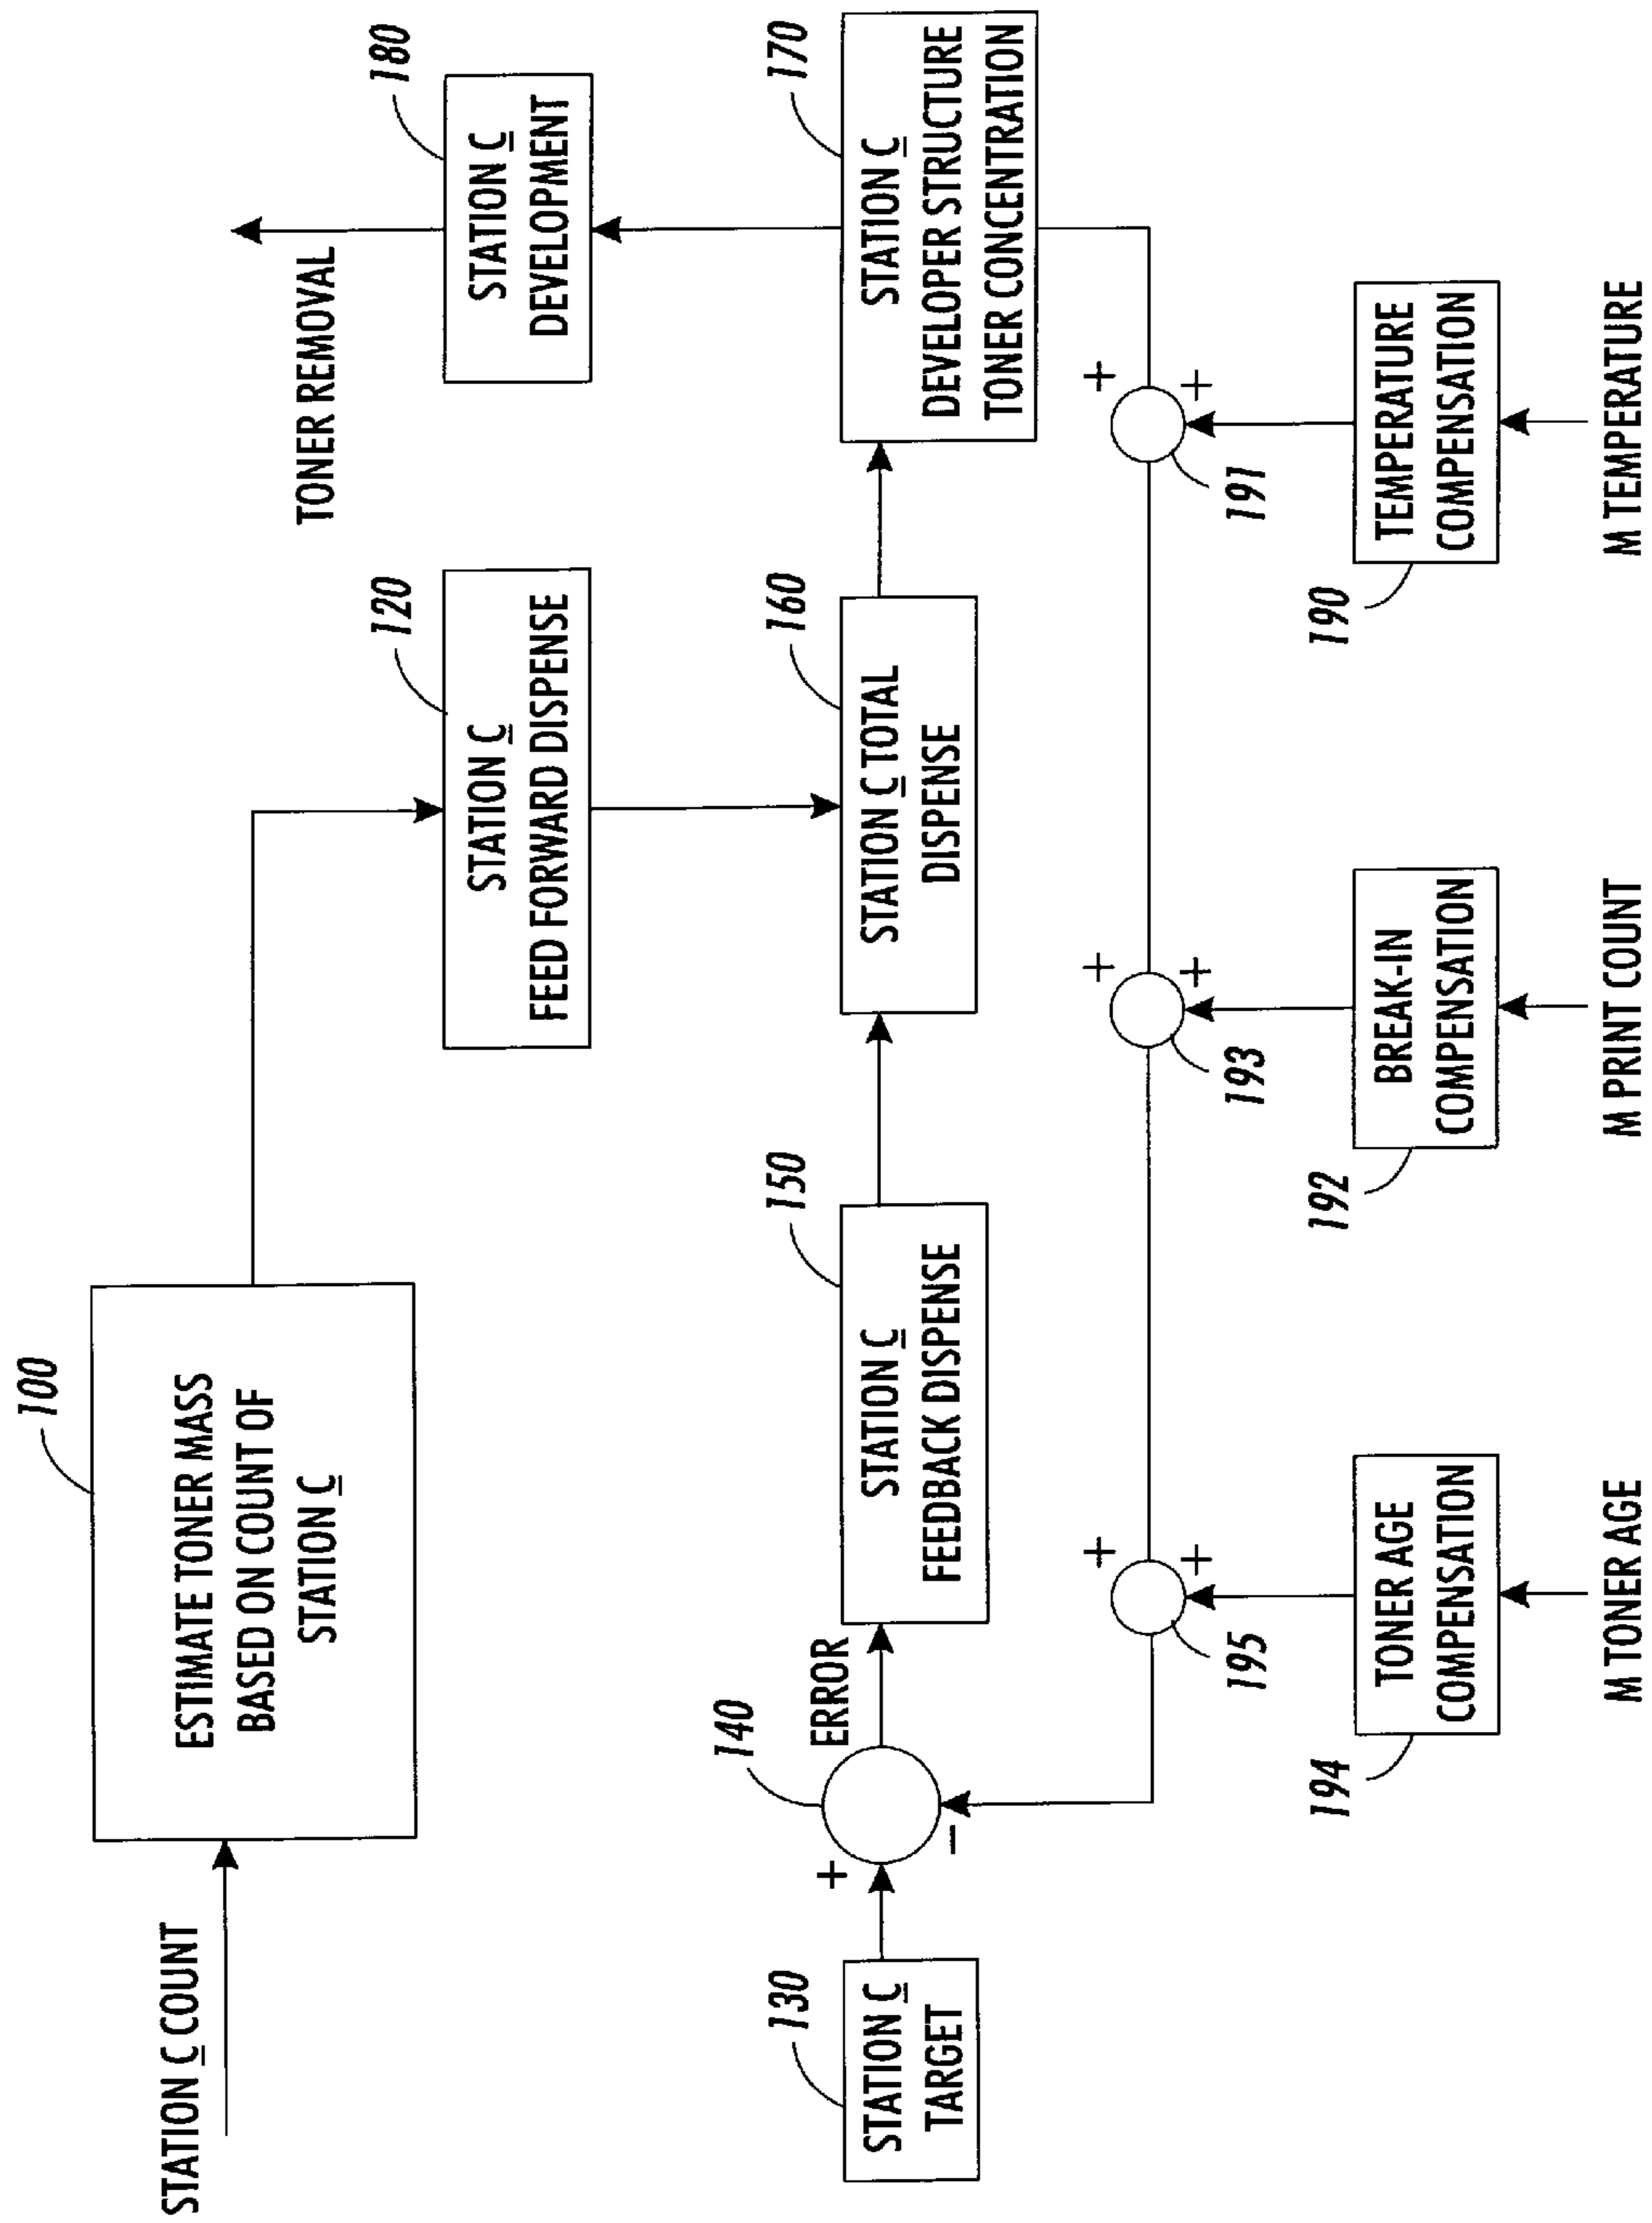 100
STATION C COUNT
ESTIMATE TONER MASS
BASED ON COUNT OF
STATION C
TONER REMOVAL
120
STATION C
FEED FORWARD DISPENSE
180
STATION C
DEVELOPMENT
130
STATION C
TARGET
140
+
−
ERROR
150
STATION C
FEEDBACK DISPENSE
160
STATION C TOTAL
DISPENSE
170
STATION C
DEVELOPER STRUCTURE
TONER CONCENTRATION
+
+
195
+
+
193
+
+
191
194
TONER AGE
COMPENSATION
M TONER AGE
192
BREAK-IN
COMPENSATION
M PRINT COUNT
190
TEMPERATURE
COMPENSATION
M TEMPERATURE